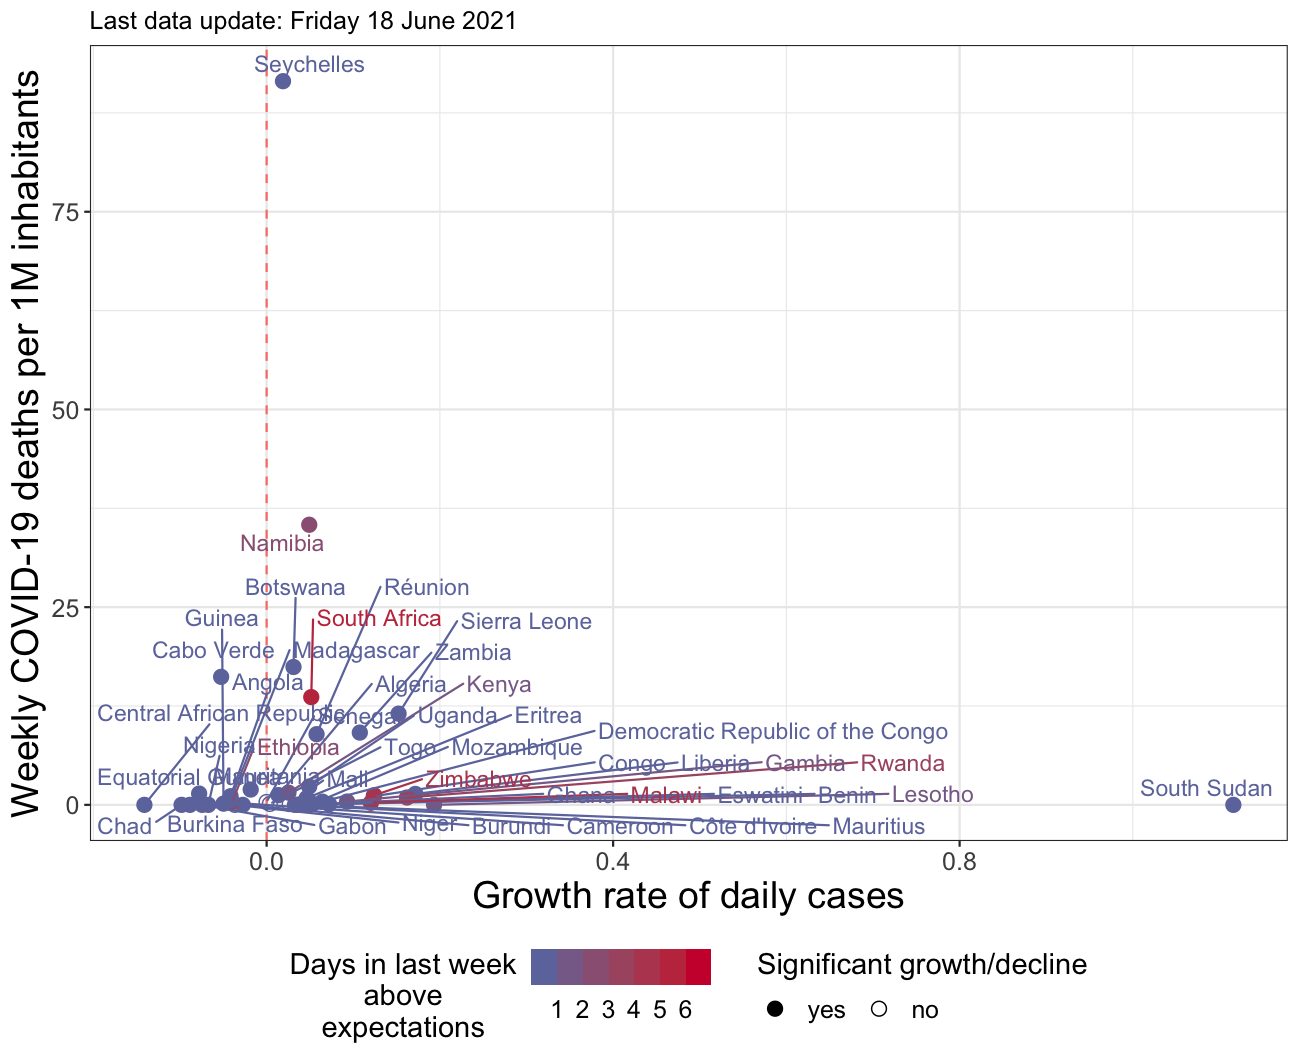 Last data update: Friday 18 June 2021
Weekly COVID-19 deaths per 1M inhabitants
75
50
25
0
Seychelles
Namibia
Botswana
Réunion
Guinea
South Africa
Sierra Leone
Cabo Verde
Madagascar
Zambia
Angola
Algeria
Kenya
Central African Republic
Senegal
Uganda
Eritrea
Democratic Republic of the Congo
Nigeria
Ethiopia
Togo
Mozambique
Congo
Liberia
Gambia
Rwanda
Equatorial Guinea
Mauritania
Mali
Zimbabwe
South Sudan
Ghana
Malawi
Eswatini
Benin
Lesotho
Chad
Burkina Faso
Gabon
Niger
Burundi
Cameroon
Côte d'Ivoire
Mauritius
0.0
0.4
0.8
Growth rate of daily cases
Days in last week
above
expectations
1 2 3 4 5 6
Significant growth/decline
yes
no